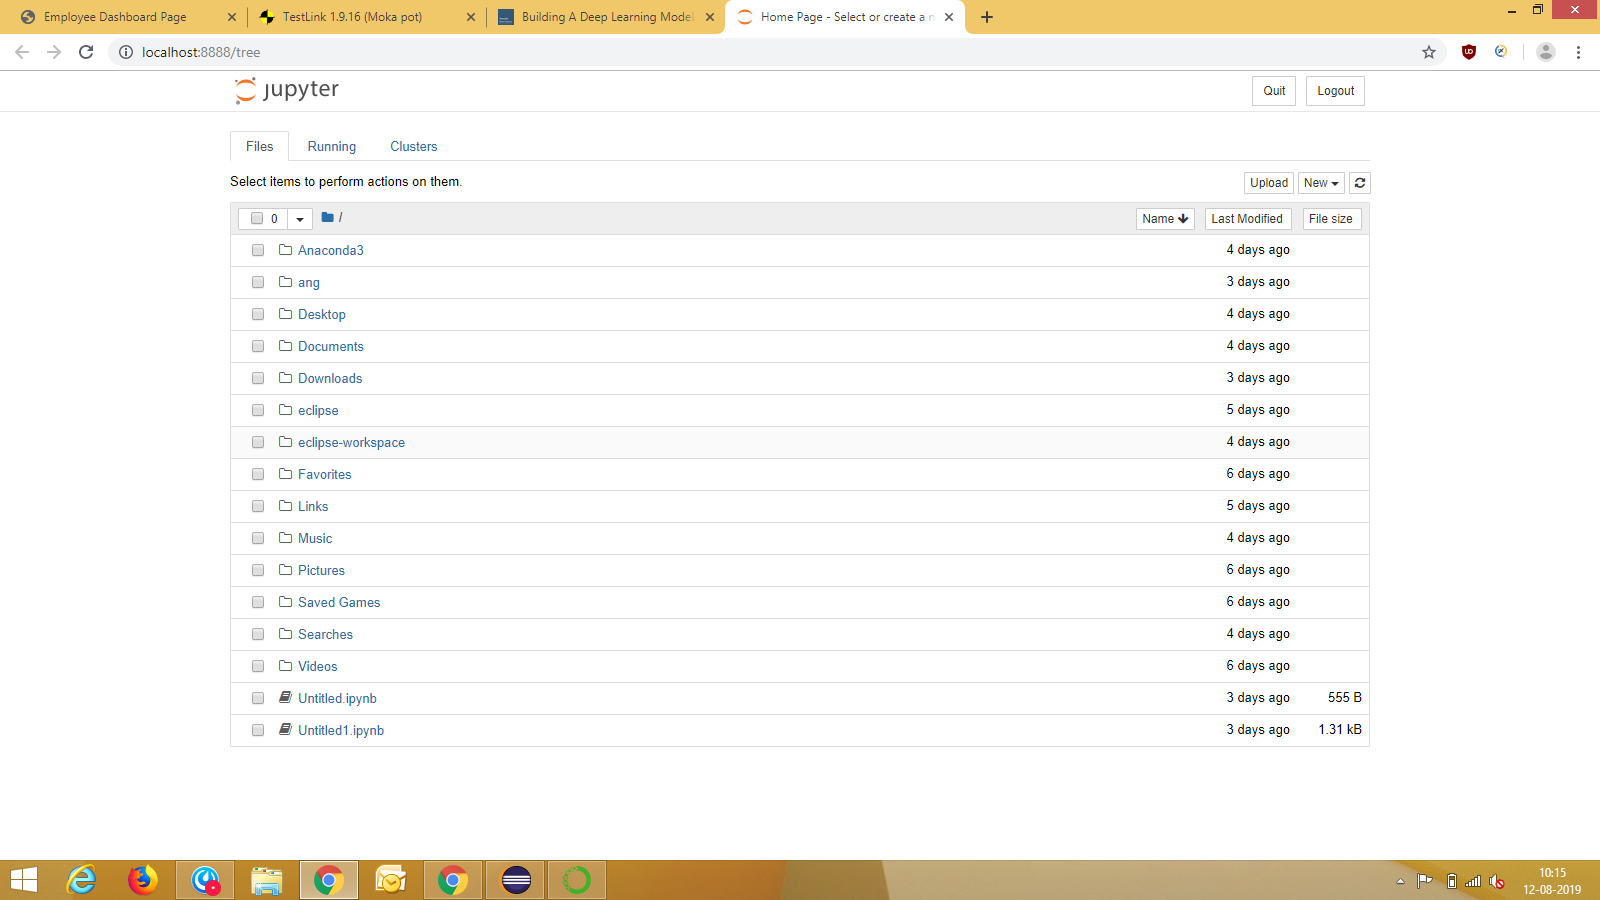 Employee Dashboard Page
TestLink 1.9.16 (Moka pot)
Building A Deep Learning Model
Home Page - Select or create a n
localhost:8888/tree
jupyter
Quit
Logout
Files
Running
Clusters
Select items to perform actions on them.
Upload
New
0
/
Name
Last Modified
File size
Anaconda3 4 days ago
ang 3 days ago
Desktop 4 days ago
Documents 4 days ago
Downloads 3 days ago
eclipse 5 days ago
eclipse-workspace 4 days ago
Favorites 6 days ago
Links 5 days ago
Music 4 days ago
Pictures 6 days ago
Saved Games 6 days ago
Searches 4 days ago
Videos 6 days ago
Untitled.ipynb 3 days ago 555 B
Untitled1.ipynb 3 days ago 1.31 kB
10:15
12-08-2019